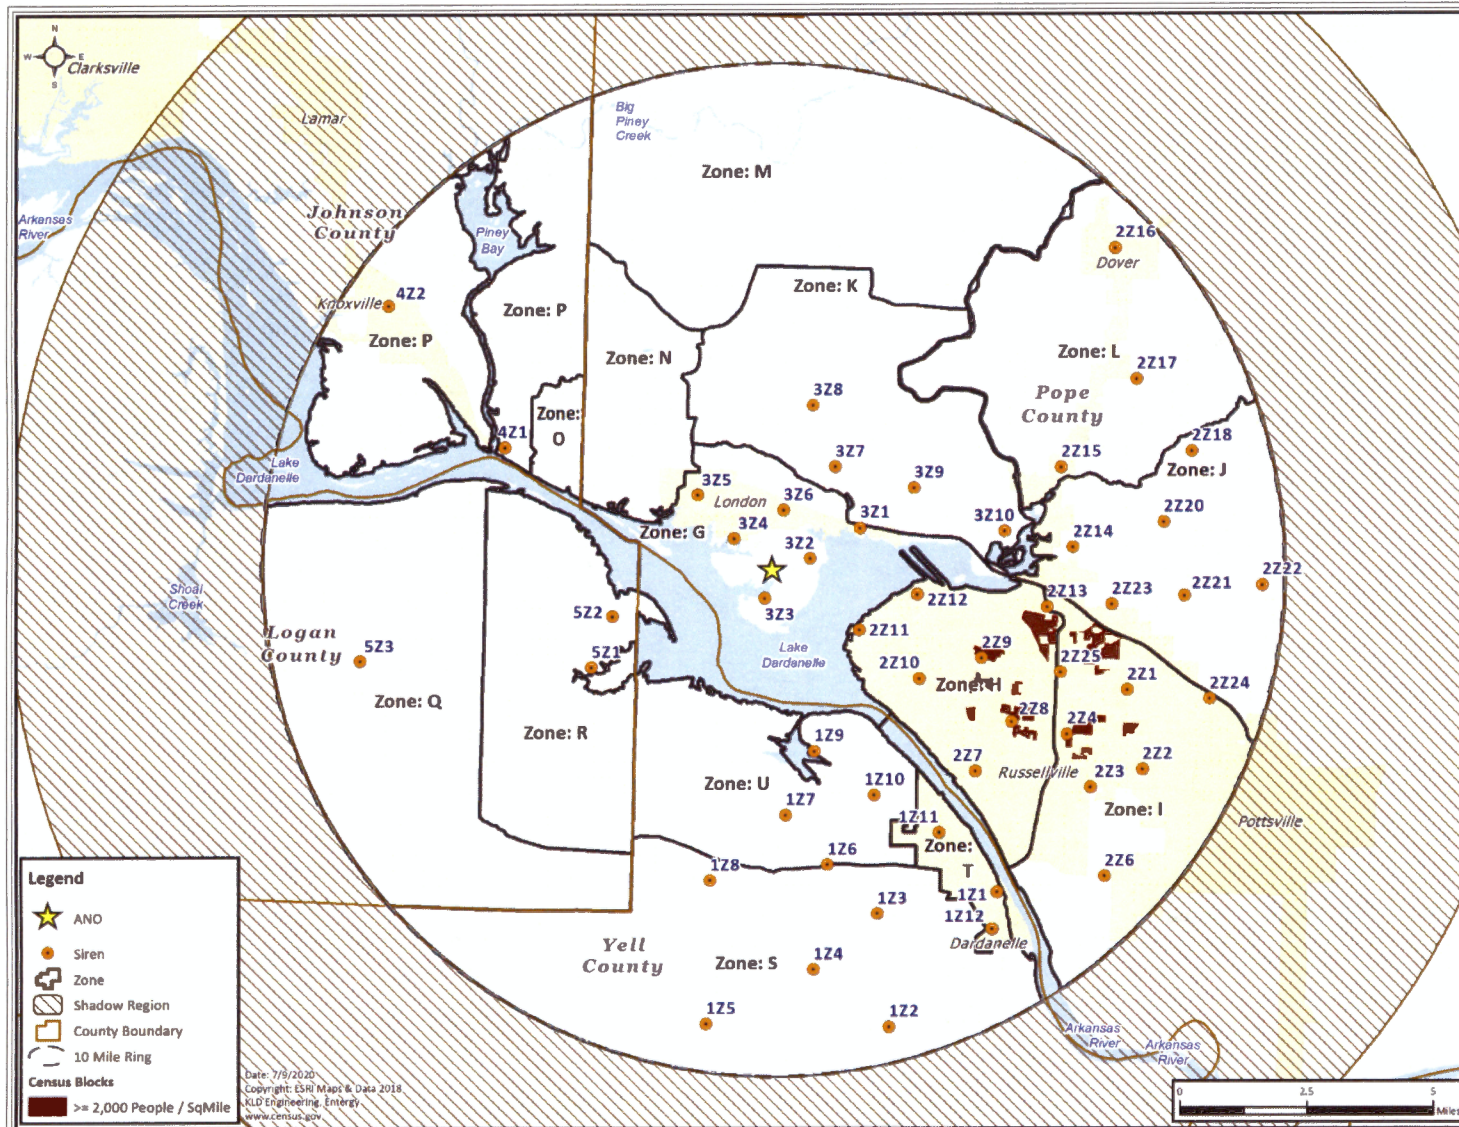 N
W E
S
Clarksville
Lamar
Big
Piney
Creek
Zone: M
Arkansas
River
Johnson
County
Piney
Bay
2Z16
Dover
Knoxville
4Z2
Zone: P
Zone: P
Zone: K
Zone: N
Zone: L
2Z17
Pope
County
3Z8
Zone:
O
4Z1
2Z18
Zone: J
2Z15
3Z7
3Z9
3Z5
London
3Z6
Lake
Dardanelle
Zone: G
3Z4
3Z1
3Z10
2Z20
2Z14
3Z2
Shoal
Creek
3Z3
2Z12
2Z13
2Z23
2Z21
2Z22
5Z2
Logan
County
5Z3
5Z1
Lake
Dardanelle
2Z11
2Z10
2Z9
Zone: H
2Z25
2Z1
2Z24
Zone: Q
Zone: R
2Z8
2Z4
1Z9
Zone: U
1Z10
1Z7
2Z7
Russellville
2Z3
2Z2
Zone: I
Pottsville
1Z11
Zone:
T
1Z6
1Z8
2Z6
1Z3
1Z1
1Z12
Dardanelle
Yell
County
Zone: S
1Z4
1Z5
1Z2
Arkansas
River
Arkansas
River
Legend
ANO
Siren
Zone
Shadow Region
County Boundary
10 Mile Ring
Census Blocks
>= 2,000 People / SqMile
Date: 7/9/2020
Copyright: ESRI Maps & Data 2018
KLD Engineering, Entergy
www.census.gov
0 2.5 5
Miles